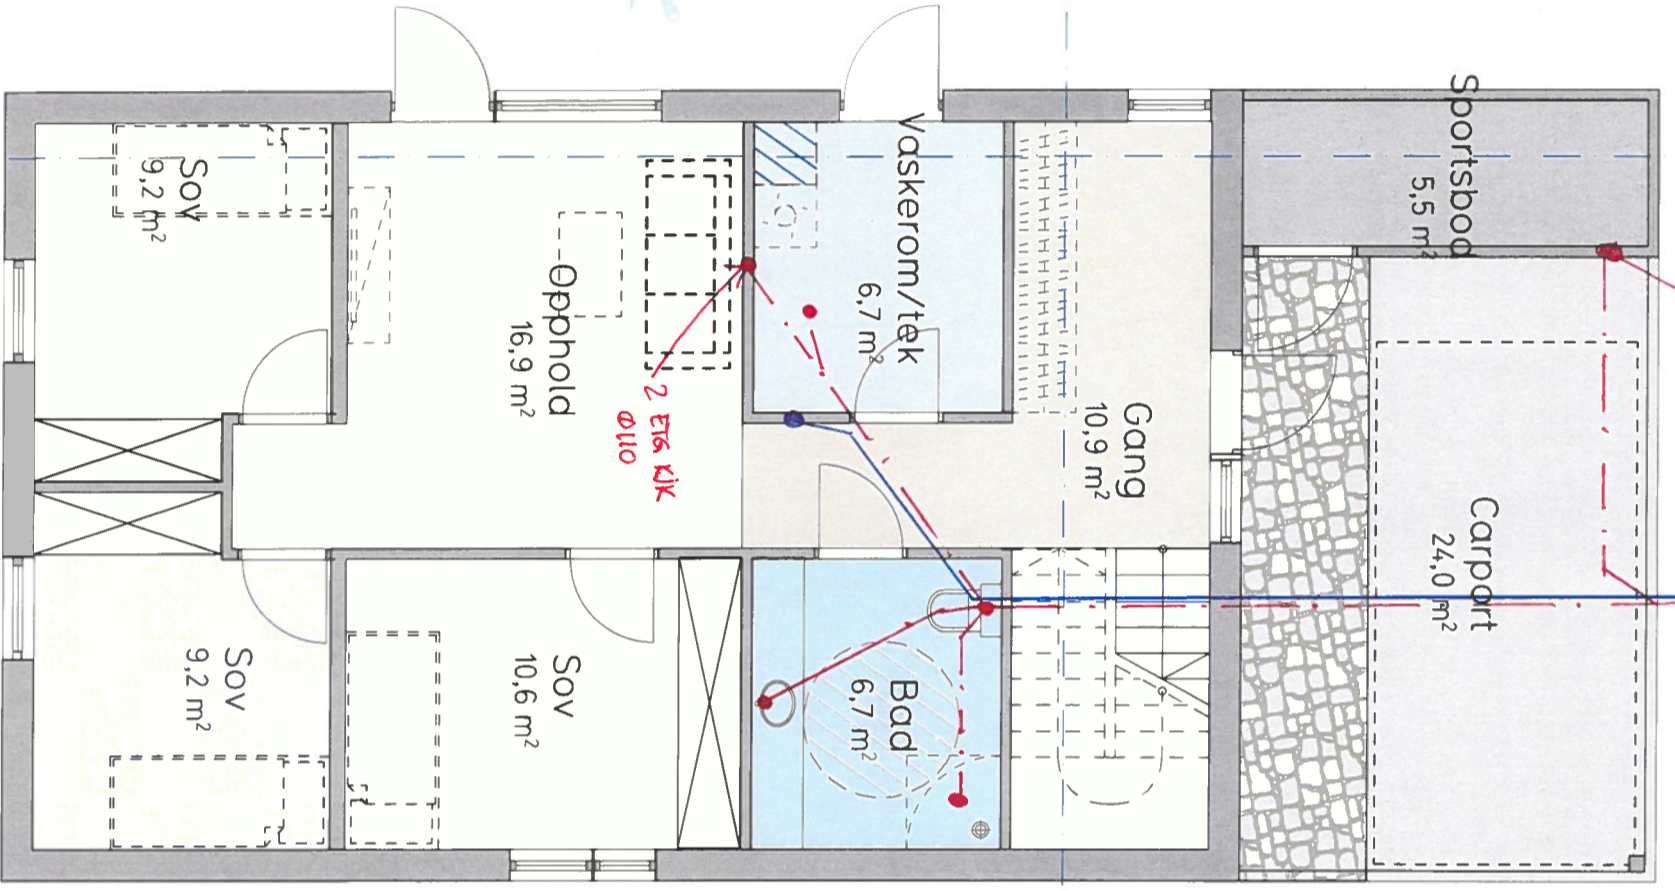 Sov
9,2 m²
Opphold
16,9 m²
Vaskerom/tek
6,7 m²
Gang
10,9 m²
Sportsbod
5,5 m²
Carport
24,0 m²
2 ETG KJK
Ø110
Sov
9,2 m²
Sov
10,6 m²
Bad
6,7 m²